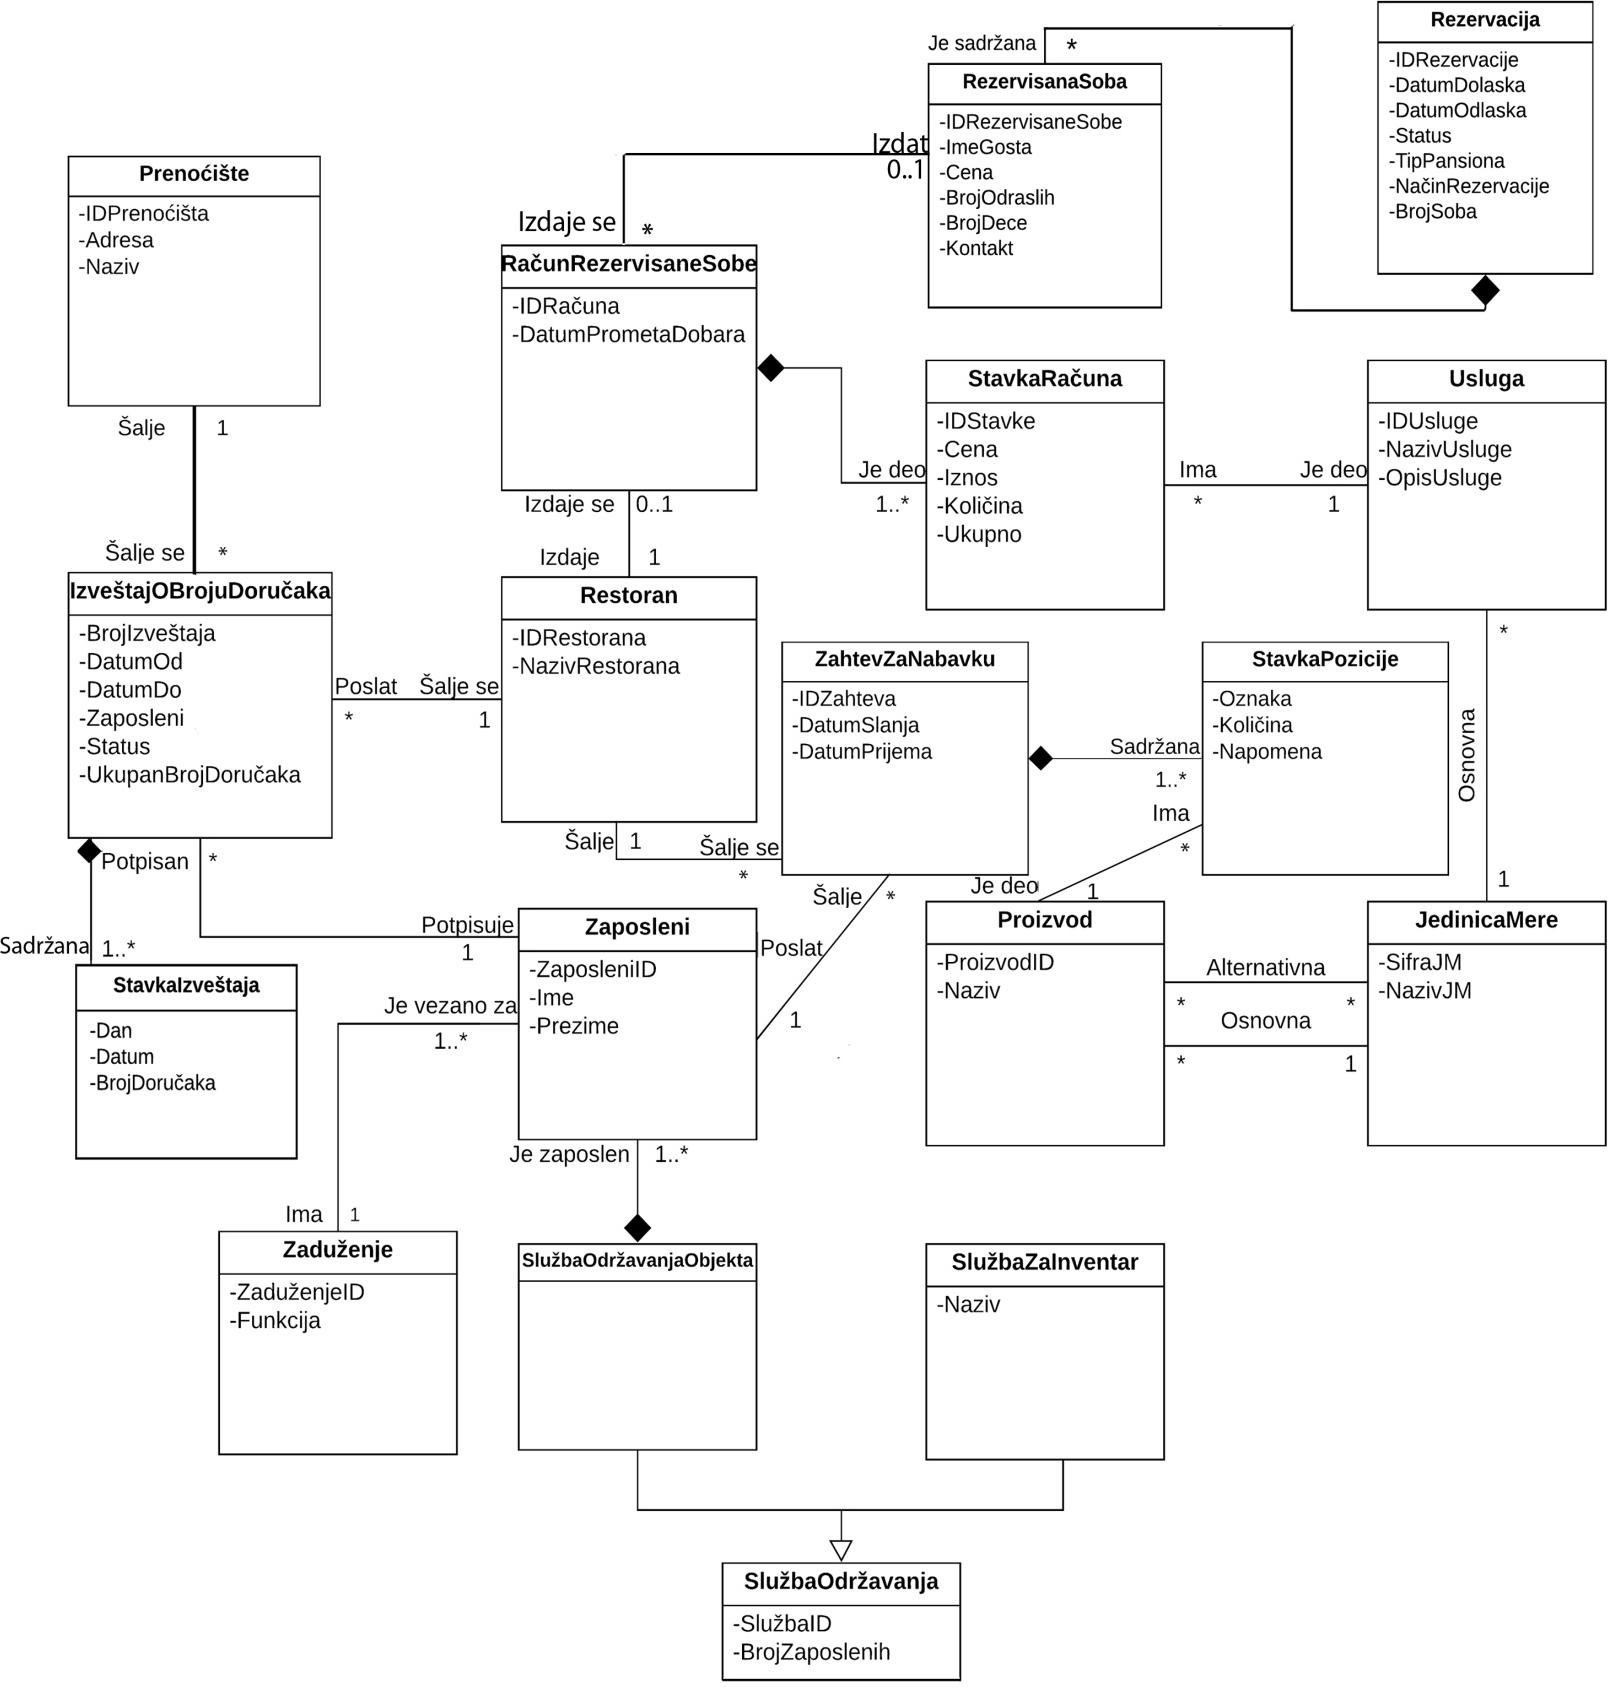 Rezervacija
-IDRezervacije
-DatumDolaska
-DatumOdlaska
-Status
-TipPansiona
-NačinRezervacije
-BrojSoba
Je sadržana
*
RezervisanaSoba
-IDRezervisaneSobe
-ImeGosta
-Cena
-BrojOdraslih
-BrojDece
-Kontakt
Izdat
0..1
Izdaje se
*
Prenoćište
-IDPrenoćišta
-Adresa
-Naziv
RačunRezervisaneSobe
-IDRačuna
-DatumPrometaDobara
StavkaRačuna
-IDStavke
-Cena
-Iznos
-Količina
-Ukupno
Je deo
1..*
Ima
*
Je deo
1
Usluga
-IDUsluge
-NazivUsluge
-OpisUsluge
Šalje
1
Šalje se
*
Izdaje se
0..1
Izdaje
1
IzveštajOBrojuDoručaka
-BrojIzveštaja
-DatumOd
-DatumDo
-Zaposleni
-Status
-UkupanBrojDoručaka
Poslat
*
Šalje se
1
Restoran
-IDRestorana
-NazivRestorana
ZahtevZaNabavku
-IDZahteva
-DatumSlanja
-DatumPrijema
Sadržana
1..*
StavkaPozicije
-Oznaka
-Količina
-Napomena
*
Osnovna
1
Ima
*
Je deo
1
Šalje
1
Šalje se
*
Šalje
*
Poslat
1
Potpisan
*
Potpisuje
1
Sadržana
1..*
StavkaIzveštaja
-Dan
-Datum
-BrojDoručaka
Zaposleni
-ZaposleniID
-Ime
-Prezime
Proizvod
-ProizvodID
-Naziv
Alternativna
*
*
Osnovna
*
1
JedinicaMere
-SifraJM
-NazivJM
Je vezano za
1..*
Ima
1
Je zaposlen
1..*
Zaduženje
-ZaduženjeID
-Funkcija
SlužbaOdržavanjaObjekta
SlužbaZaInventar
-Naziv
SlužbaOdržavanja
-SlužbaID
-BrojZaposlenih